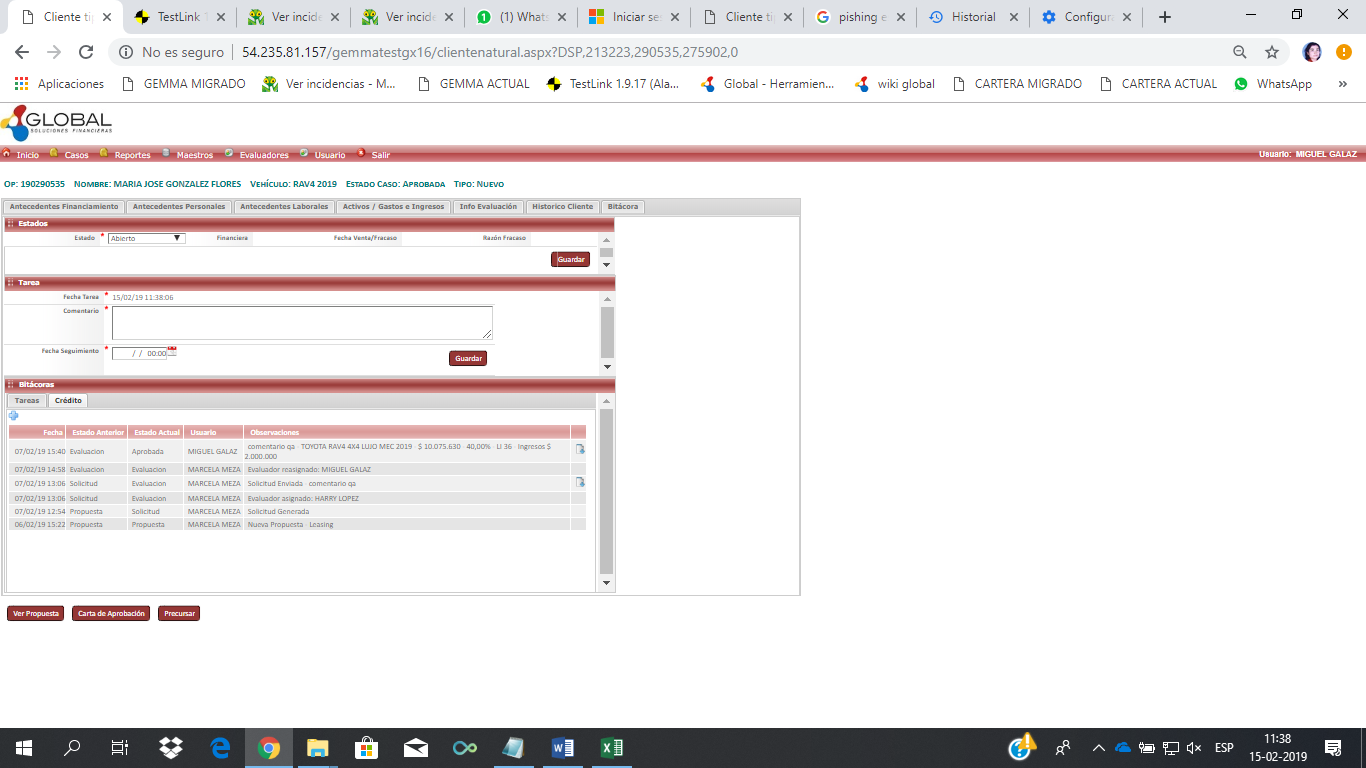 Cliente ti TestLink 1 Ver incide Ver incide (1) Whats Iniciar se Cliente ti pishing e Historial Configura
No es seguro 54.235.81.157/gemmatestgx16/clientenatural.aspx?DSP,213223,290535,275902,0
Aplicaciones GEMMA MIGRADO Ver incidencias - M... GEMMA ACTUAL TestLink 1.9.17 (Ala... Global - Herramien... wiki global CARTERA MIGRADO CARTERA ACTUAL WhatsApp »
GLOBAL
SOLUCIONES FINANCIERAS
Inicio Casos Reportes Maestros Evaluadores Usuario Salir Usuario: MIGUEL GALAZ
OP: 190290535 NOMBRE: MARIA JOSE GONZALEZ FLORES VEHÍCULO: RAV4 2019 ESTADO CASO: APROBADA TIPO: NUEVO
Antecedentes Financiamiento Antecedentes Personales Antecedentes Laborales Activos / Gastos e Ingresos Info Evaluación Historico Cliente Bitácora
Estados
Estado * Abierto Financiera Fecha Venta/Fracaso Razón Fracaso
Guardar
Tarea
Fecha Tarea * 15/02/19 11:38:06
Comentario *
Fecha Seguimiento * / / 00:00
Guardar
Bitácoras
Tareas Crédito
Fecha Estado Anterior Estado Actual Usuario Observaciones
07/02/19 15:40 Evaluacion Aprobada MIGUEL GALAZ comentario qa - TOYOTA RAV4 4X4 LUJO MEC 2019 - $ 10.075.630 - 40,00% - LI 36 - Ingresos $
2.000.000
07/02/19 14:58 Evaluacion Evaluacion MARCELA MEZA Evaluador reasignado: MIGUEL GALAZ
07/02/19 13:06 Solicitud Evaluacion MARCELA MEZA Solicitud Enviada - comentario qa
07/02/19 13:06 Solicitud Evaluacion MARCELA MEZA Evaluador asignado: HARRY LOPEZ
07/02/19 12:54 Propuesta Solicitud MARCELA MEZA Solicitud Generada
06/02/19 15:22 Propuesta Propuesta MARCELA MEZA Nueva Propuesta - Leasing
Ver Propuesta Carta de Aprobación Precursar
ESP 11:38
15-02-2019